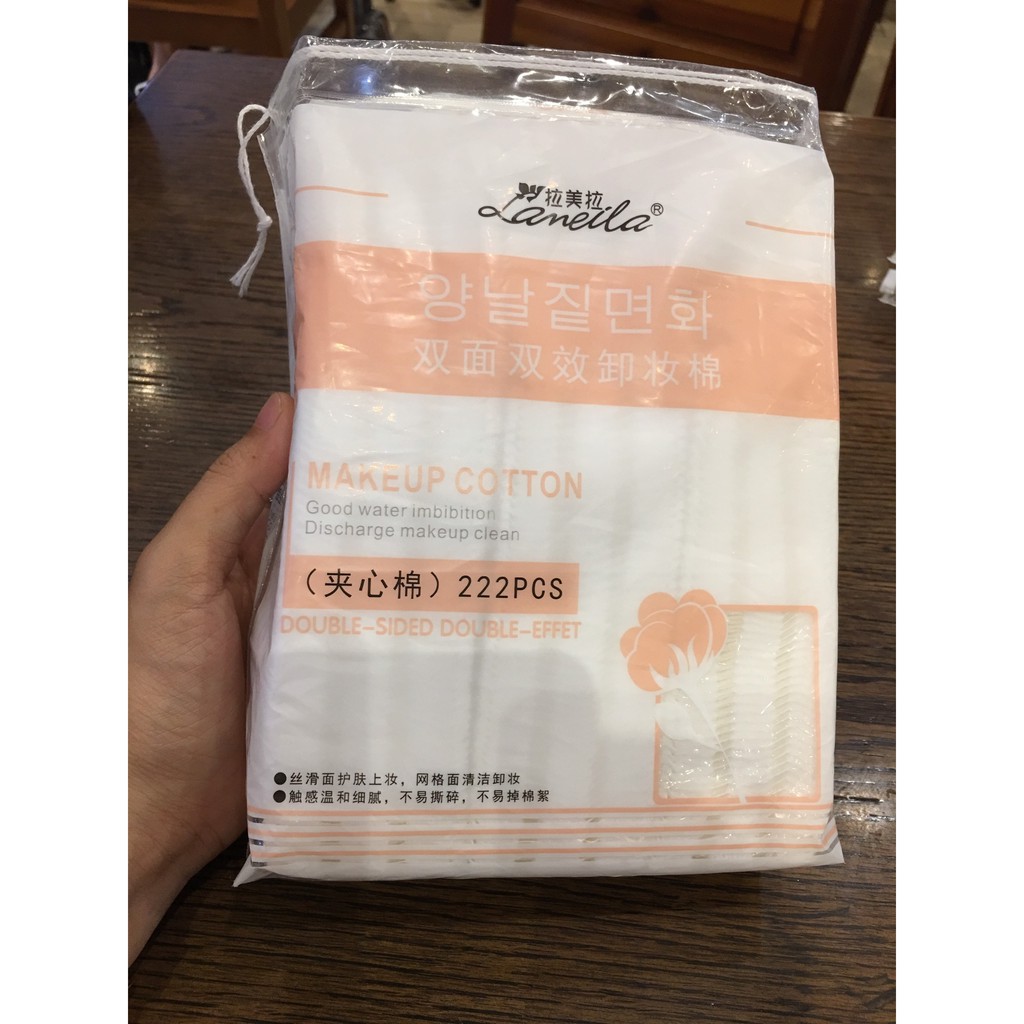 拉美拉
Laneila®
양날짙면화
双面双效卸妆棉
MAKEUP COTTON
Good water imbibition
Discharge makeup clean
（夹心棉）222PCS
DOUBLE-SIDED DOUBLE-EFFET
●丝滑面护肤上妆，网格面清洁卸妆
●触感温和细腻，不易撕碎，不易掉棉絮